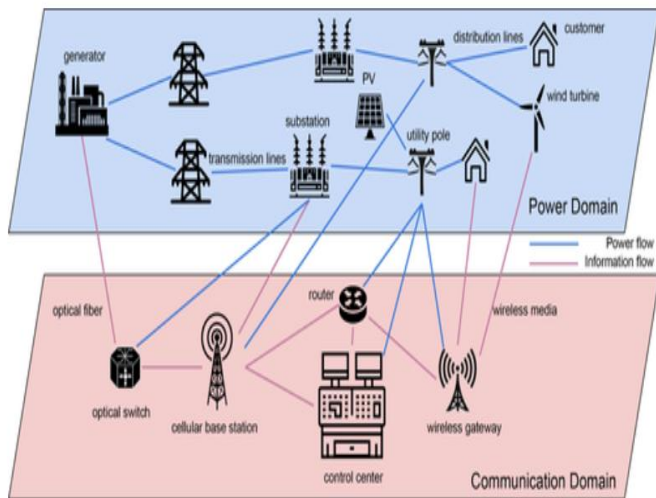 generator
distribution lines
customer
PV
wind turbine
substation
utility pole
transmission lines
Power Domain
Power flow
Information flow
optical fiber
router
wireless media
optical switch
cellular base station
wireless gateway
control center
Communication Domain